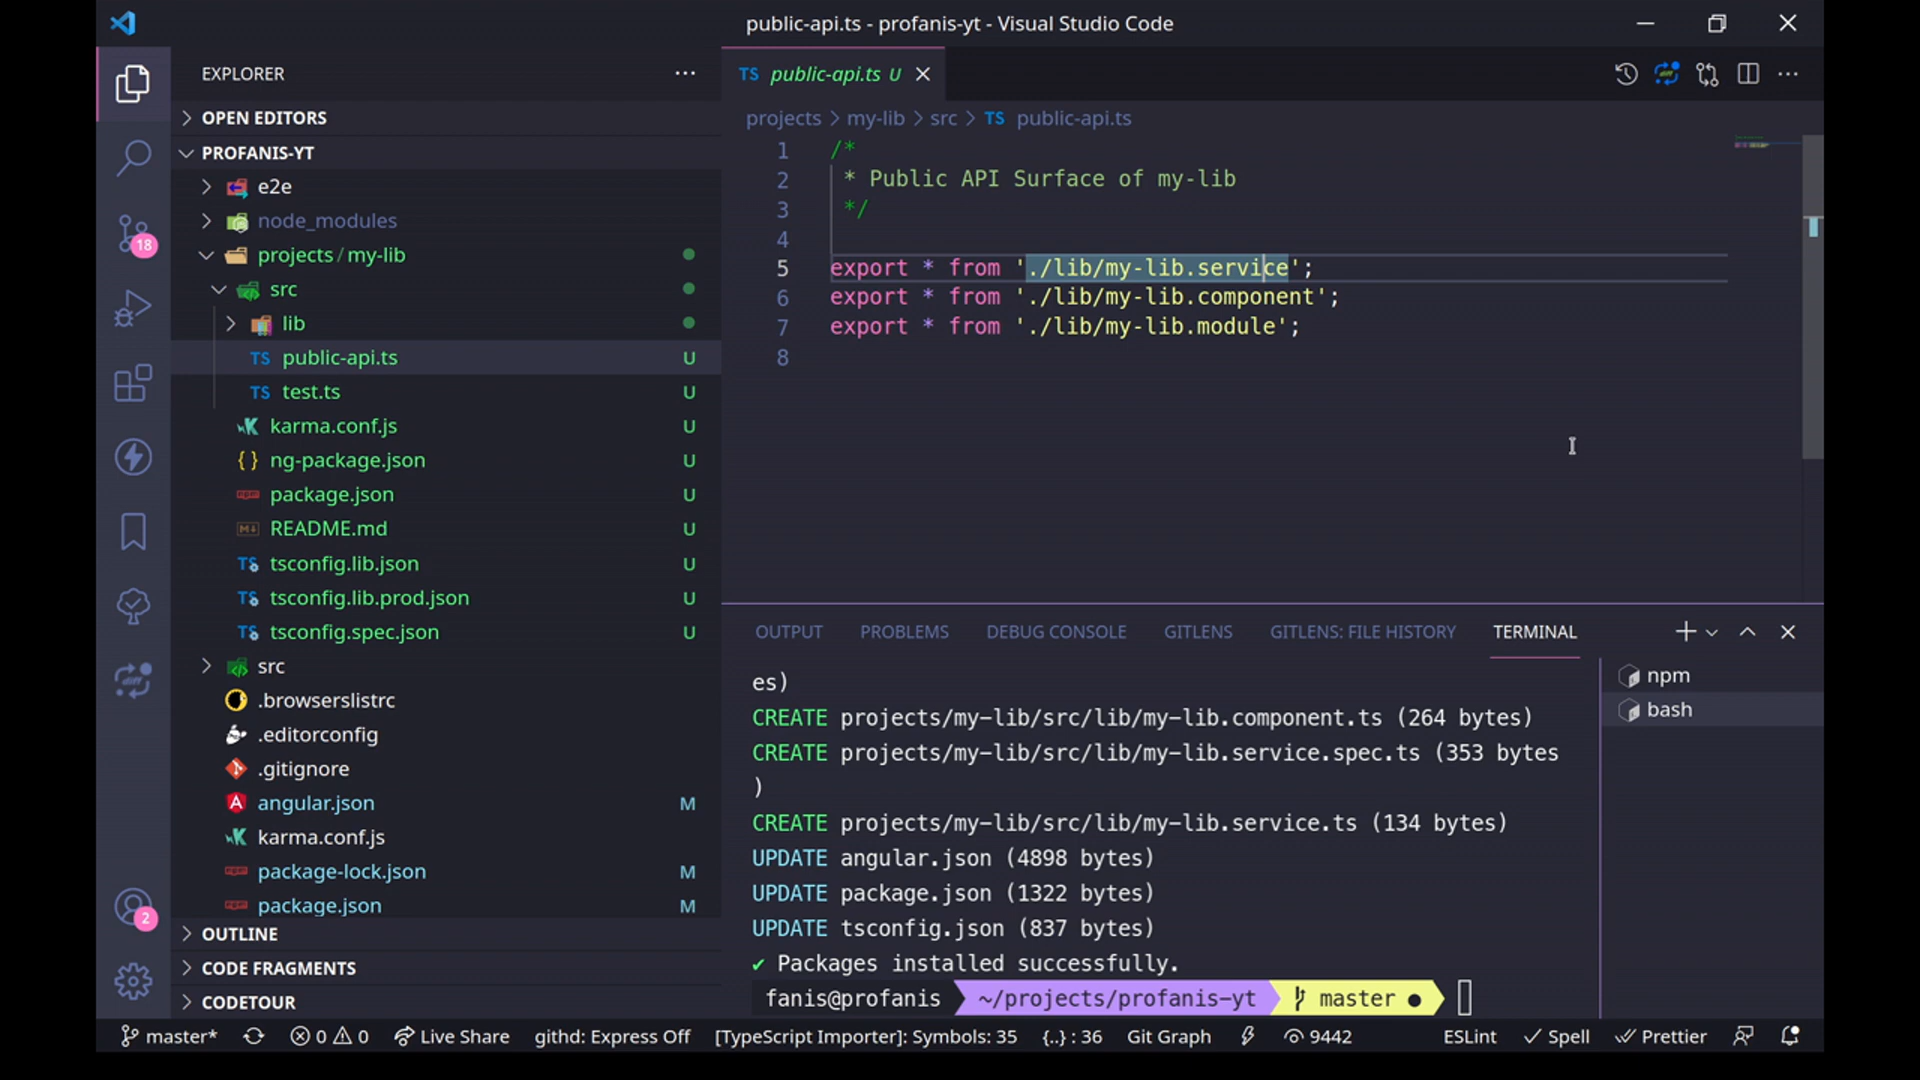 public-api.ts - profanis-yt - Visual Studio Code
EXPLORER
OPEN EDITORS
PROFANIS-YT
e2e
node_modules
projects / my-lib
src
lib
TS public-api.ts U
TS test.ts U
karma.conf.js U
{ } ng-package.json U
package.json U
README.md U
TS tsconfig.lib.json U
TS tsconfig.lib.prod.json U
TS tsconfig.spec.json U
src
.browserslistrc
.editorconfig
.gitignore
angular.json M
karma.conf.js
package-lock.json M
package.json M
OUTLINE
CODE FRAGMENTS
CODETOUR
18
2
TS public-api.ts U
projects > my-lib > src > TS public-api.ts
1 /*
2 * Public API Surface of my-lib
3 */
4
5 export * from './lib/my-lib.service';
6 export * from './lib/my-lib.component';
7 export * from './lib/my-lib.module';
8
OUTPUT PROBLEMS DEBUG CONSOLE GITLENS GITLENS: FILE HISTORY TERMINAL
es)
CREATE projects/my-lib/src/lib/my-lib.component.ts (264 bytes)
CREATE projects/my-lib/src/lib/my-lib.service.spec.ts (353 bytes
)
CREATE projects/my-lib/src/lib/my-lib.service.ts (134 bytes)
UPDATE angular.json (4898 bytes)
UPDATE package.json (1322 bytes)
UPDATE tsconfig.json (837 bytes)
✔ Packages installed successfully.
fanis@profanis ~/projects/profanis-yt master ●
npm
bash
master* 0 0 Live Share githd: Express Off [TypeScript Importer]: Symbols: 35 {..} : 36 Git Graph 9442 ESLint Spell Prettier